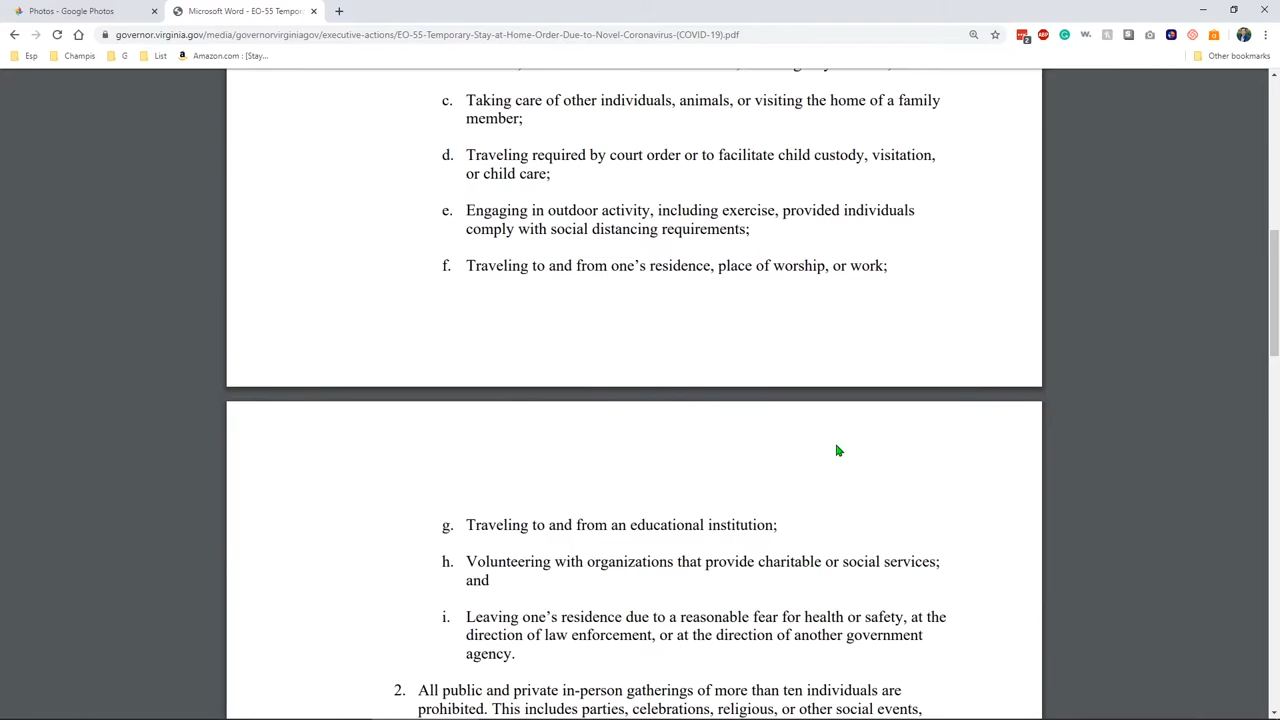 Photos - Google Photos
Microsoft Word - EO-55 Tempor
governor.virginia.gov/media/governorvirginiagov/executive-actions/EO-55-Temporary-Stay-at-Home-Order-Due-to-Novel-Coronavirus-(COVID-19).pdf
Esp Champis G List Amazon.com : [Stay... Other bookmarks
c. Taking care of other individuals, animals, or visiting the home of a family
member;
d. Traveling required by court order or to facilitate child custody, visitation,
or child care;
e. Engaging in outdoor activity, including exercise, provided individuals
comply with social distancing requirements;
f. Traveling to and from one’s residence, place of worship, or work;
g. Traveling to and from an educational institution;
h. Volunteering with organizations that provide charitable or social services;
and
i. Leaving one’s residence due to a reasonable fear for health or safety, at the
direction of law enforcement, or at the direction of another government
agency.
2. All public and private in-person gatherings of more than ten individuals are
prohibited. This includes parties, celebrations, religious, or other social events,